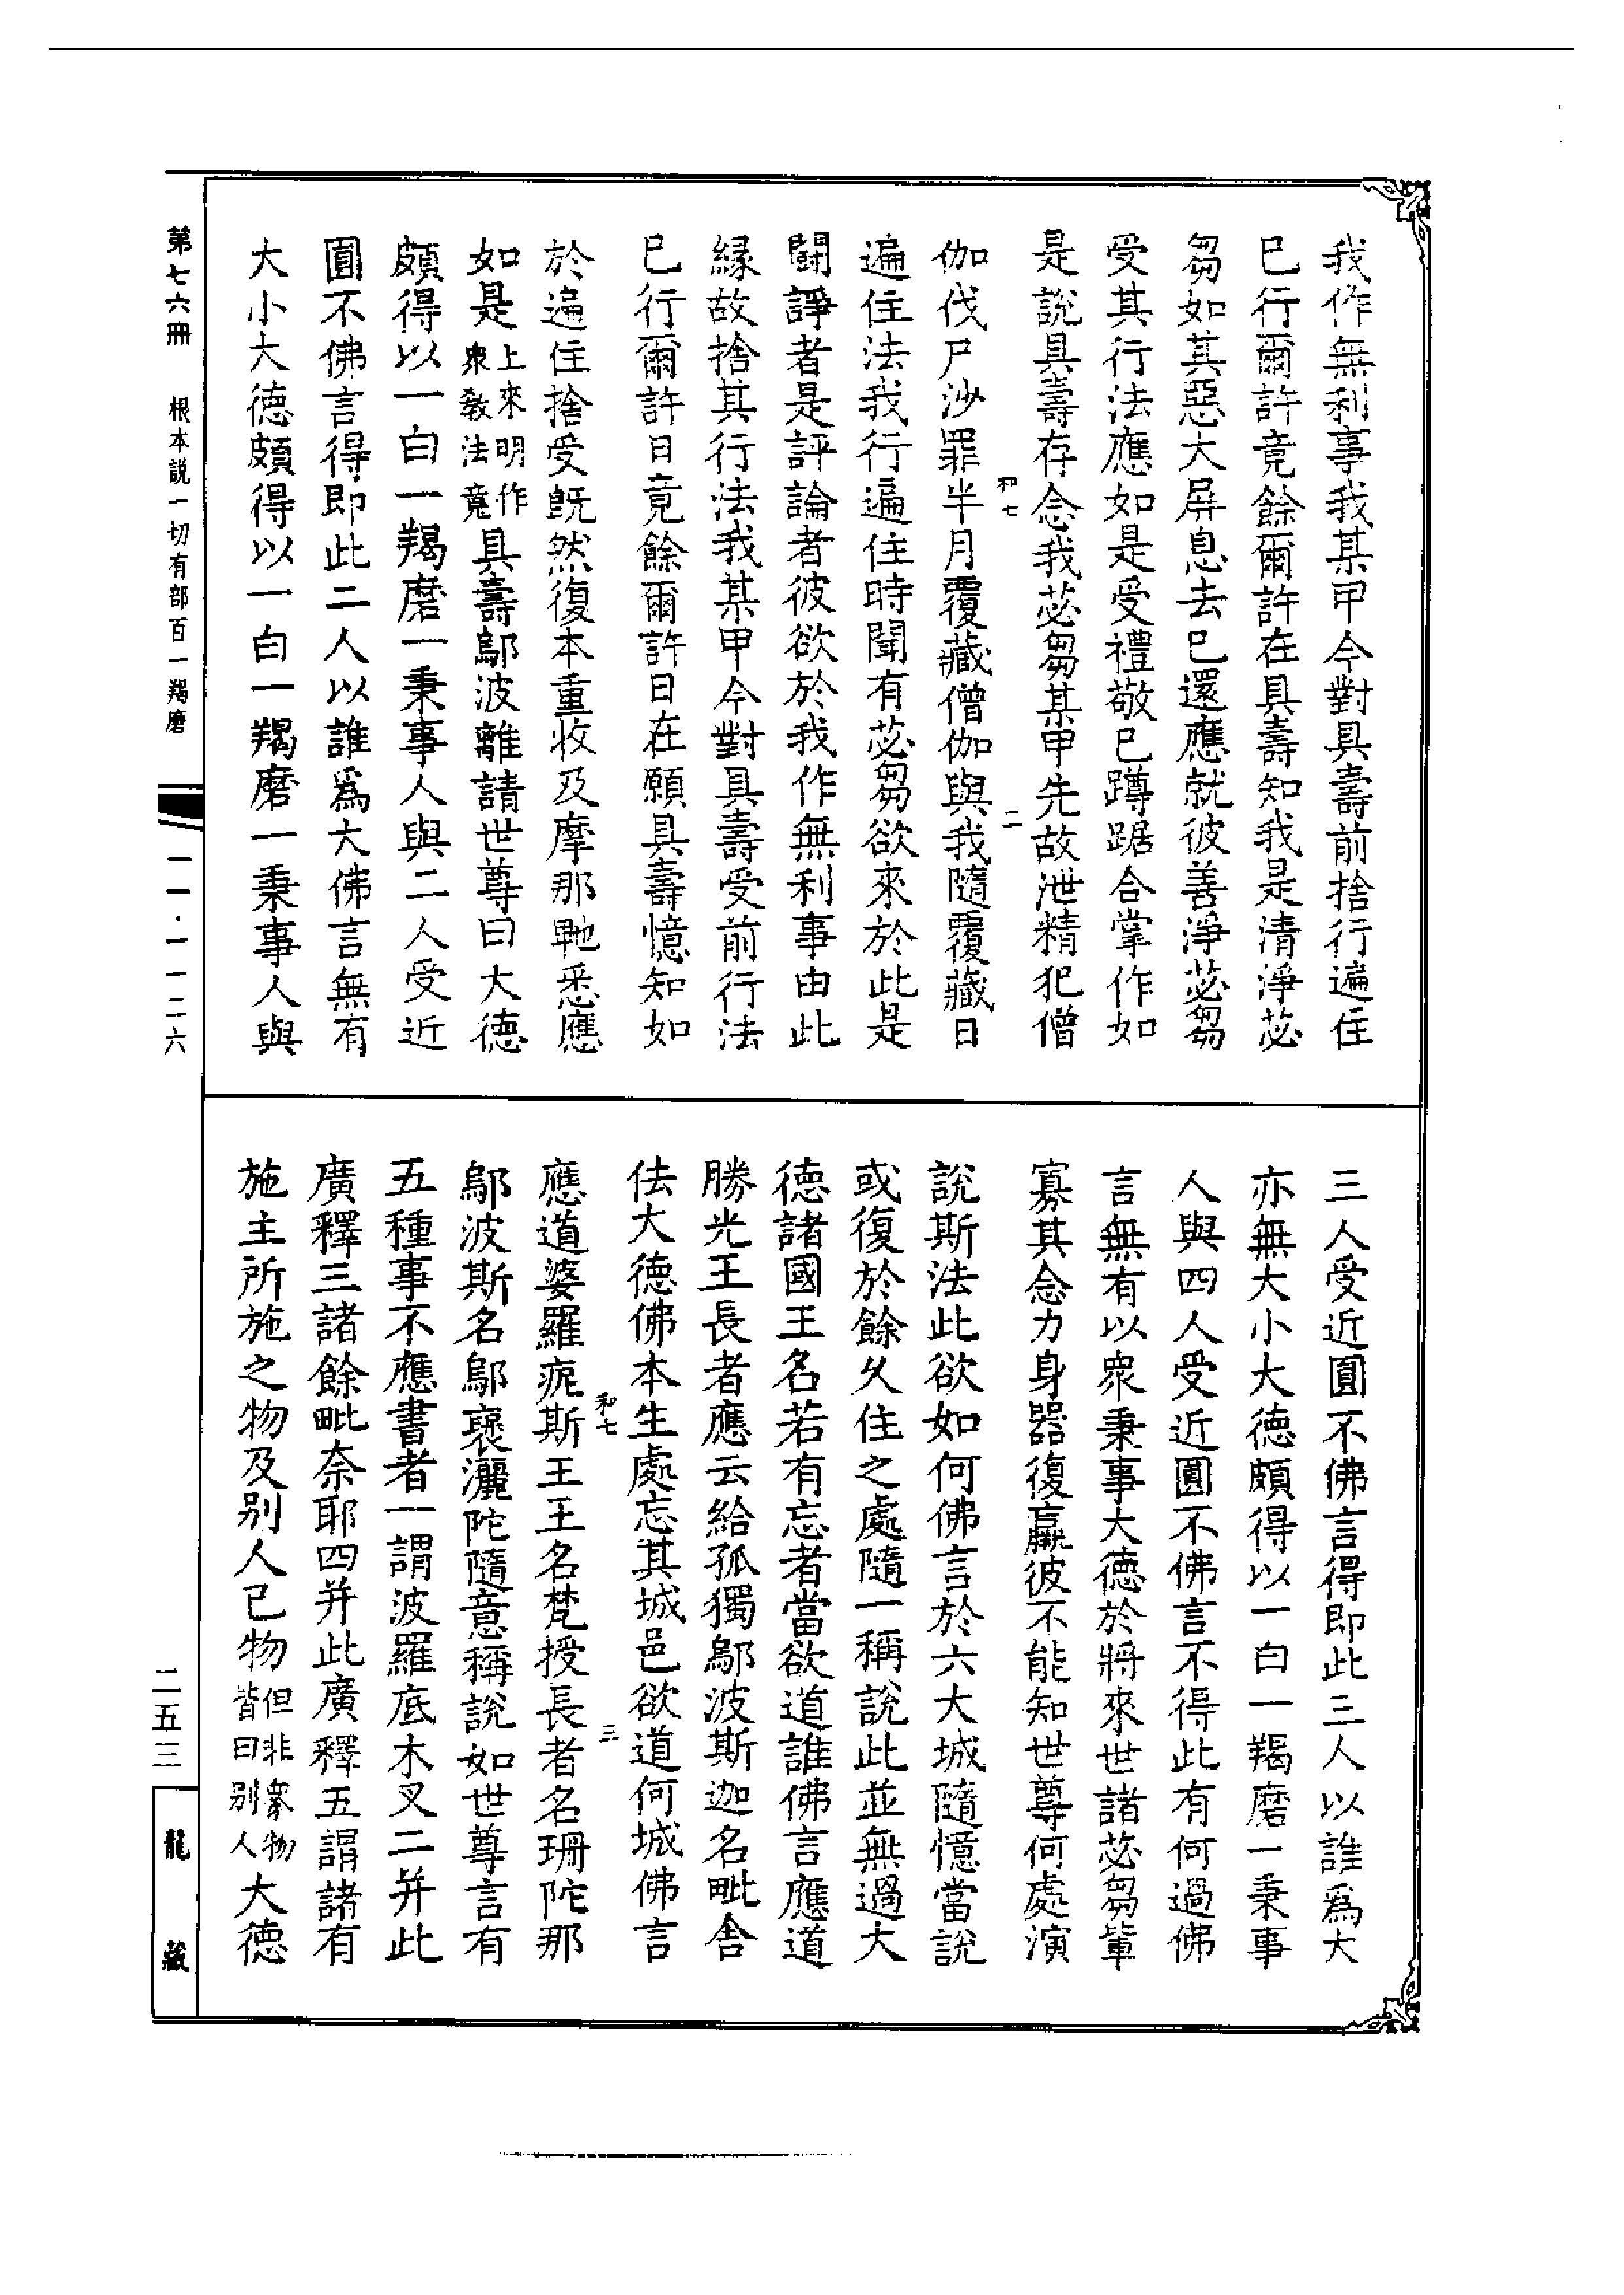 我作無利事我某甲今對具壽前捨行遍住
已行爾許竟餘爾許在具壽知我是清淨苾
芻如其惡大屏息去已還應就彼善淨苾芻
受其行法應如是受禮敬已蹲踞合掌作如
是說具壽存念我苾芻某甲先故泄精犯僧
和七 二
伽伐尸沙罪半月覆藏僧伽與我隨覆藏日
遍住法我行遍住時聞有苾芻欲來於此是
鬪諍者是評論者彼欲於我作無利事由此
緣故捨其行法我某甲今對具壽受前行法
已行爾許日竟餘爾許日在願具壽憶知如
於遍住捨受旣然復本重收及摩那𠼝悉應
如是上來明作衆教法竟具壽鄔波離請世尊曰大德
頗得以一白一羯磨一秉事人與二人受近
圓不佛言得即此二人以誰爲大佛言無有
大小大德頗得以一白一羯磨一秉事人與
三人受近圓不佛言得即此三人以誰爲大
亦無大小大德頗得以一白一羯磨一秉事
人與四人受近圓不佛言不得此有何過佛
言無有以衆秉事大德於將來世諸苾芻輩
寡其念力身器復羸彼不能知世尊何處演
說斯法此欲如何佛言於六大城隨憶當說
或復於餘久住之處隨一稱說此並無過大
德諸國王名若有忘者當欲道誰佛言應道
勝光王長者應云給孤獨鄔波斯迦名毗舍
佉大德佛本生處忘其城邑欲道何城佛言
和七 三
應道婆羅痆斯王王名梵授長者名珊陀那
鄔波斯名鄔褒灑陀隨意稱說如世尊言有
五種事不應書者一謂波羅底木叉二并此
廣釋三諸餘毗奈耶四并此廣釋五謂諸有
施主所施之物及别人已物但非衆物皆曰別人大德
第七六冊 根本説一切有部百一羯磨
一一·一一二六
二五三
龍藏